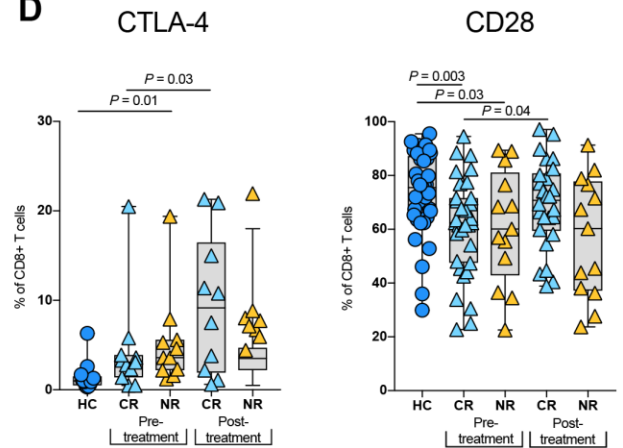 D
CTLA-4
CD28
P = 0.03
P = 0.01
30
20
10
0
% of CD8+ T cells
HC CR NR CR NR
Pre-
treatment
Post-
treatment
P = 0.003
P = 0.03
P = 0.04
100
80
60
40
20
0
% of CD8+ T cells
HC CR NR CR NR
Pre-
treatment
Post-
treatment